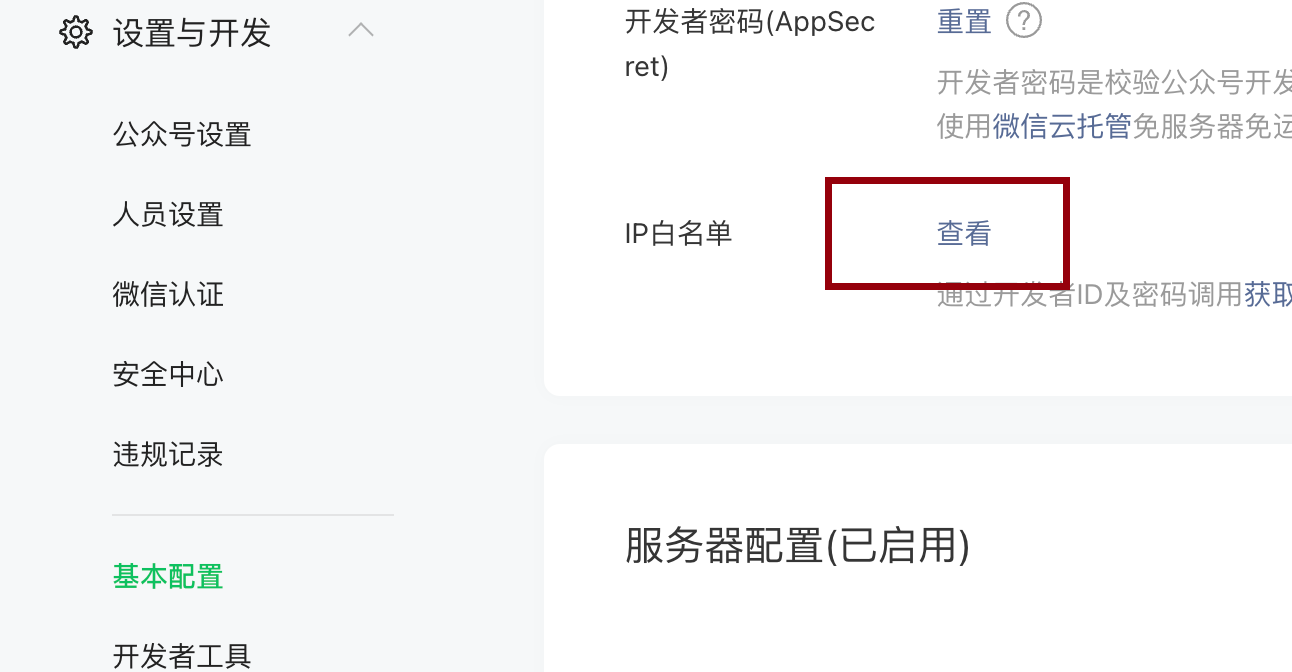 设置与开发
公众号设置
人员设置
微信认证
安全中心
违规记录
基本配置
开发者工具
开发者密码(AppSec
ret)
重置
开发者密码是校验公众号开发
使用微信云托管免服务器免运
IP白名单
查看
通过开发者ID及密码调用获取
服务器配置(已启用)